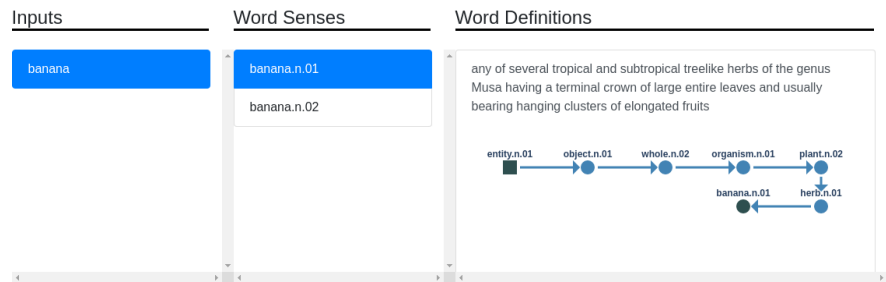 Inputs
Word Senses
Word Definitions
banana
banana.n.01
banana.n.02
any of several tropical and subtropical treelike herbs of the genus
Musa having a terminal crown of large entire leaves and usually
bearing hanging clusters of elongated fruits
entity.n.01
object.n.01
whole.n.02
organism.n.01
plant.n.02
banana.n.01
herb.n.01